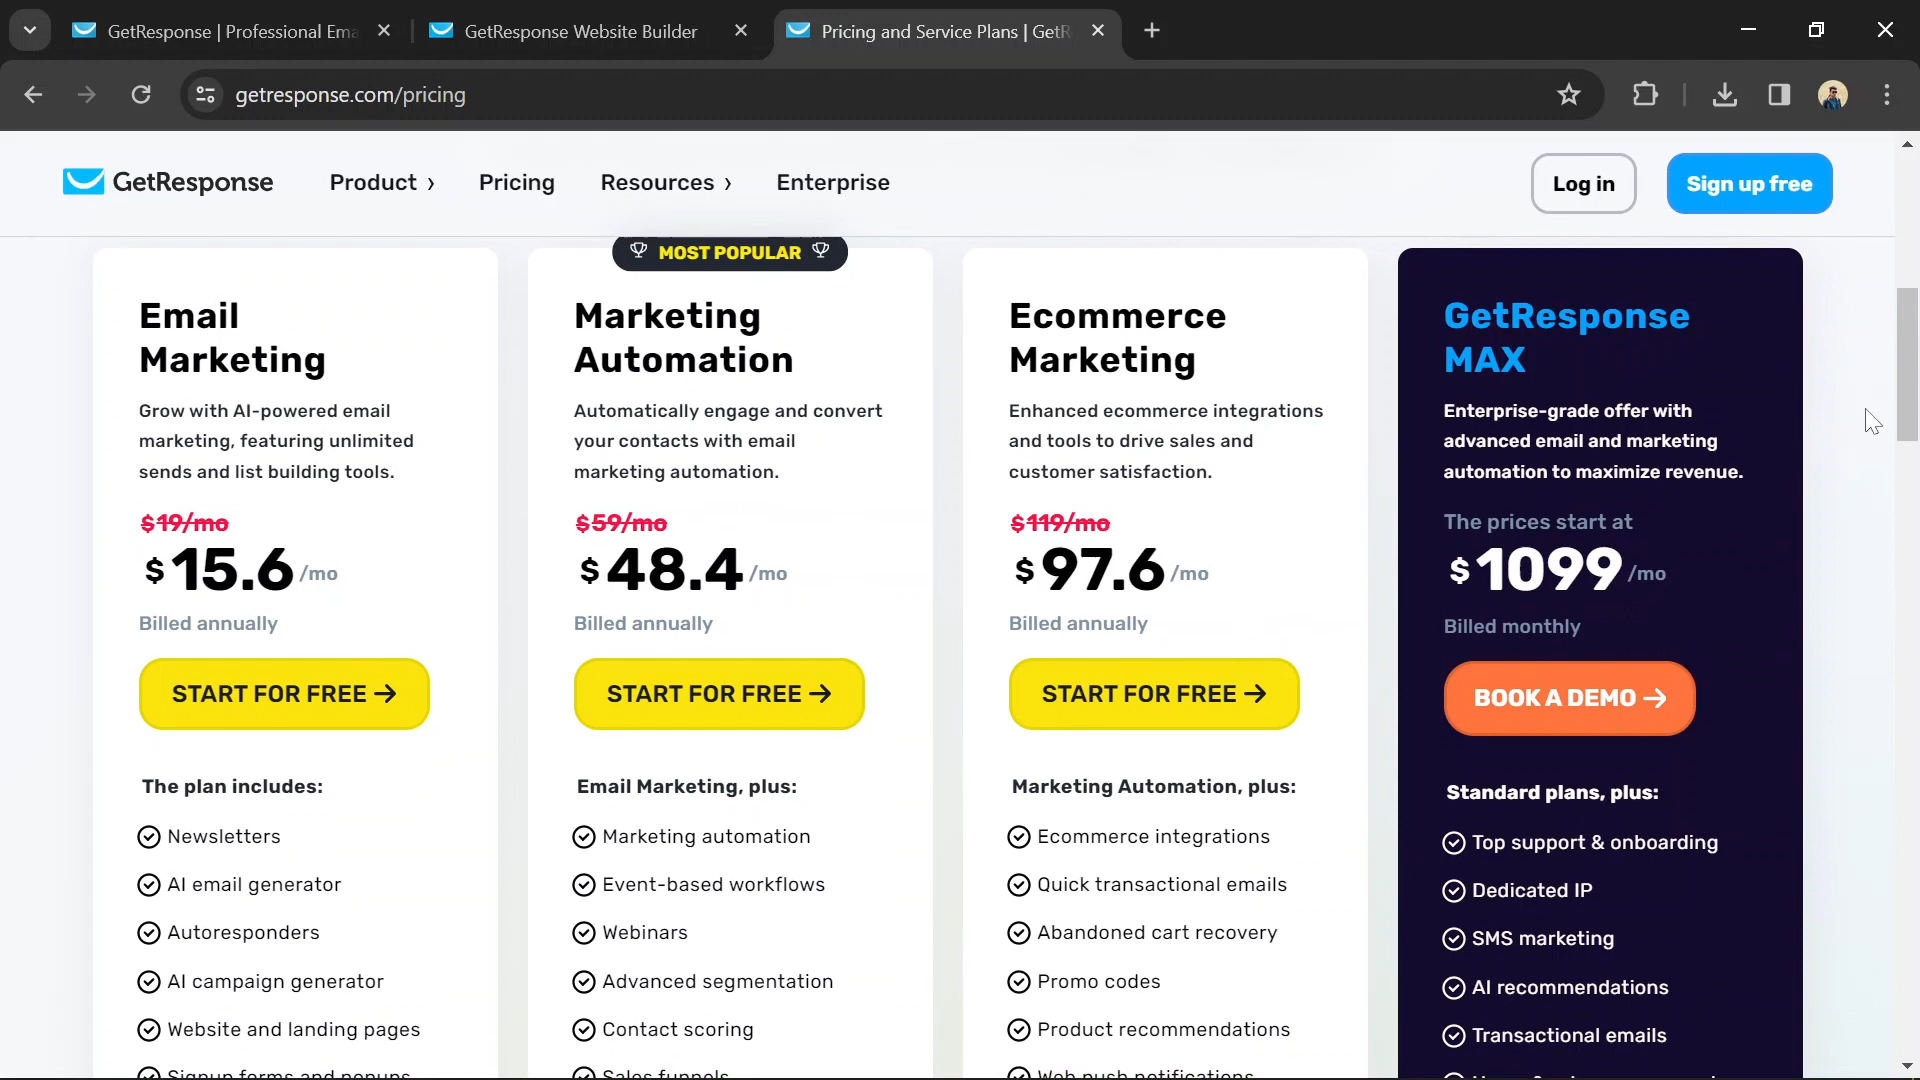 GetResponse | Professional Ema
GetResponse Website Builder
Pricing and Service Plans | GetR
getresponse.com/pricing
GetResponse
Product ›
Pricing
Resources ›
Enterprise
Log in
Sign up free
MOST POPULAR
Email
Marketing
Grow with AI-powered email
marketing, featuring unlimited
sends and list building tools.
$19/mo
$15.6/mo
Billed annually
START FOR FREE →
The plan includes:
Newsletters
AI email generator
Autoresponders
AI campaign generator
Website and landing pages
Signup forms and popups
Marketing
Automation
Automatically engage and convert
your contacts with email
marketing automation.
$59/mo
$48.4/mo
Billed annually
START FOR FREE →
Email Marketing, plus:
Marketing automation
Event-based workflows
Webinars
Advanced segmentation
Contact scoring
Sales funnels
Ecommerce
Marketing
Enhanced ecommerce integrations
and tools to drive sales and
customer satisfaction.
$119/mo
$97.6/mo
Billed annually
START FOR FREE →
Marketing Automation, plus:
Ecommerce integrations
Quick transactional emails
Abandoned cart recovery
Promo codes
Product recommendations
Web push notifications
GetResponse
MAX
Enterprise-grade offer with
advanced email and marketing
automation to maximize revenue.
The prices start at
$1099/mo
Billed monthly
BOOK A DEMO →
Standard plans, plus:
Top support & onboarding
Dedicated IP
SMS marketing
AI recommendations
Transactional emails